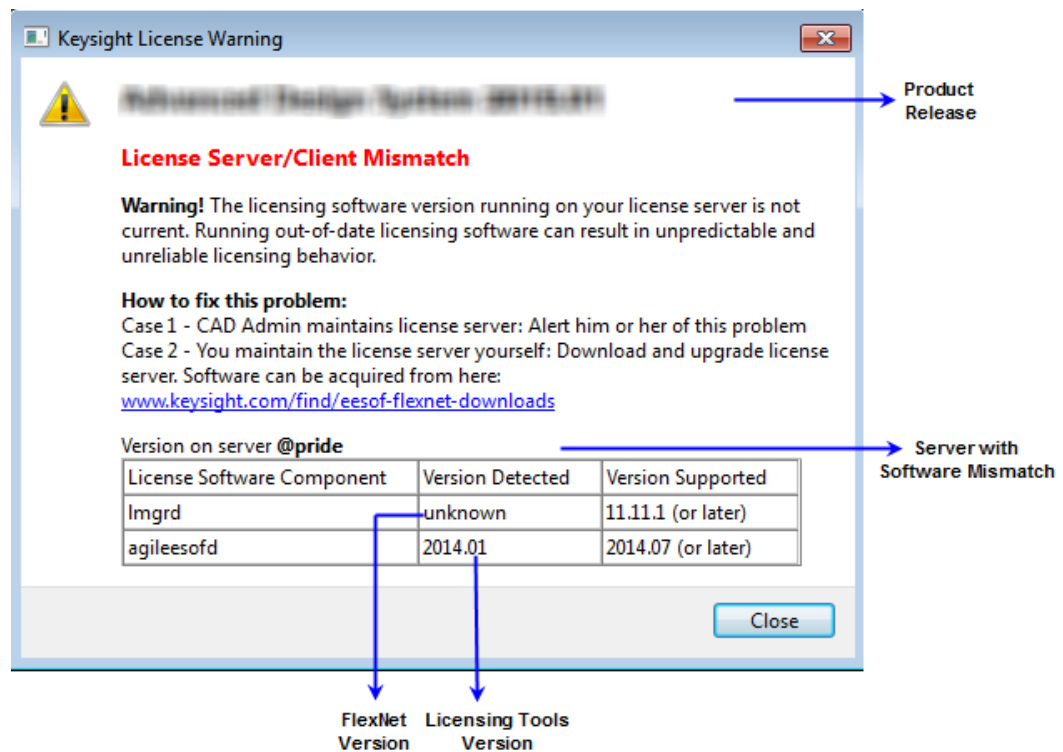 Keysight License Warning
Product
Release
License Server/Client Mismatch
Warning! The licensing software version running on your license server is not
current. Running out-of-date licensing software can result in unpredictable and
unreliable licensing behavior.
How to fix this problem:
Case 1 - CAD Admin maintains license server: Alert him or her of this problem
Case 2 - You maintain the license server yourself: Download and upgrade license
server. Software can be acquired from here:
www.keysight.com/find/eesof-flexnet-downloads
Version on server @pride
Server with
Software Mismatch
License Software Component Version Detected Version Supported
lmgrd unknown 11.11.1 (or later)
agileesofd 2014.01 2014.07 (or later)
Close
FlexNet
Version
Licensing Tools
Version